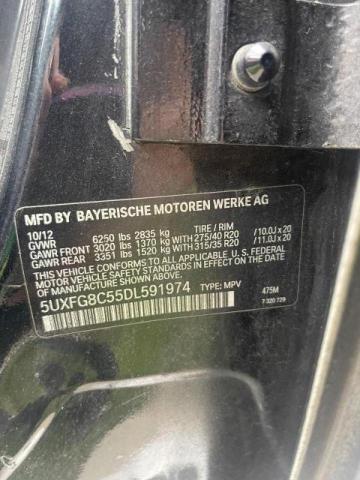 MFD BY BAYERISCHE MOTOREN WERKE AG
10/12 TIRE / RIM
GVWR 6250 lbs 2835 kg
GAWR FRONT 3020 lbs 1370 kg WITH 275/40 R20 /10.0J x 20
GAWR REAR 3351 lbs 1520 kg WITH 315/35 R20 /11.0J x 20
THIS VEHICLE CONFORMS TO ALL APPLICABLE U.S. FEDERAL
MOTOR VEHICLE SAFETY STANDARDS IN EFFECT ON
THE DATE OF MANUFACTURE SHOWN ABOVE.
5UXFG8C55DL591974 TYPE: MPV 475M
7 320 729